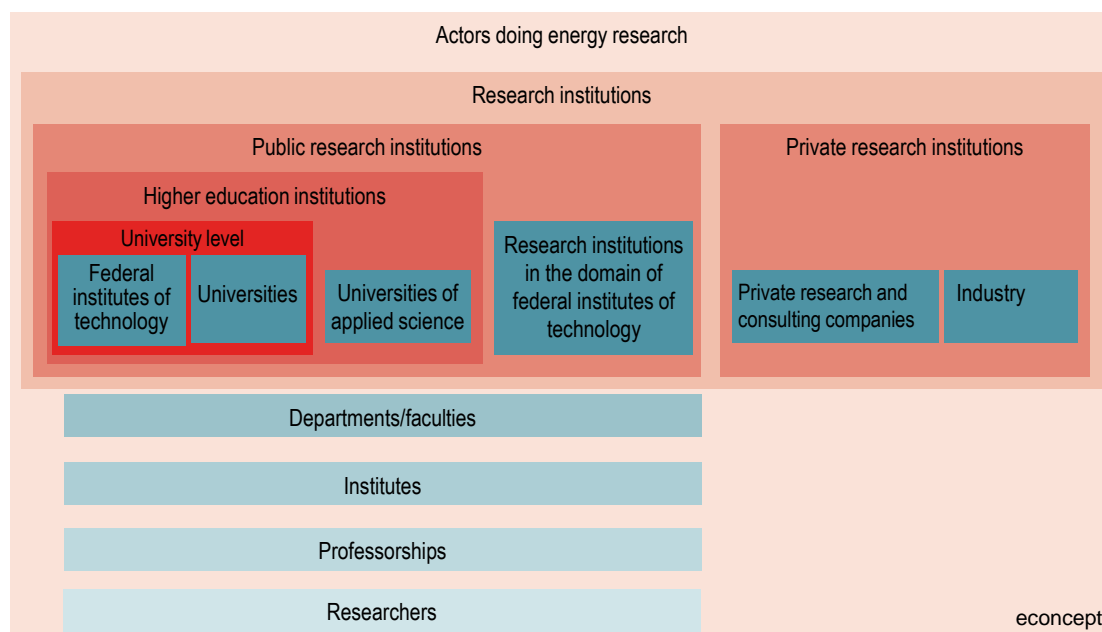 Actors doing energy research
Research institutions
Public research institutions
Private research institutions
Higher education institutions
University level
Federal
institutes of
technology
Universities
Universities of
applied science
Research institutions
in the domain of
federal institutes of
technology
Private research and
consulting companies
Industry
Departments/faculties
Institutes
Professorships
Researchers
econcept